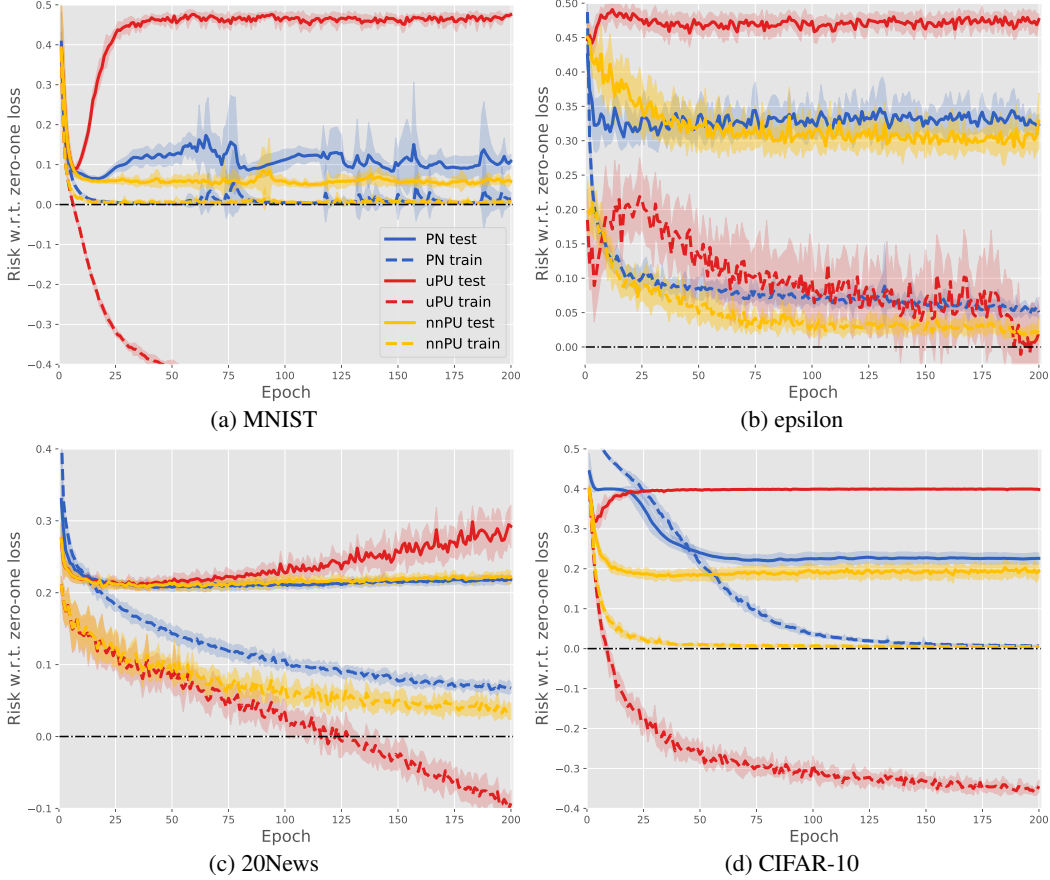 0.5
0.4
0.3
0.2
0.1
0.0
−0.1
−0.2
−0.3
−0.4
Risk w.r.t. zero-one loss
0 25 50 75 100 125 150 175 200
Epoch
PN test
PN train
uPU test
uPU train
nnPU test
nnPU train
(a) MNIST
0.50
0.45
0.40
0.35
0.30
0.25
0.20
0.15
0.10
0.05
0.00
Risk w.r.t. zero-one loss
0 25 50 75 100 125 150 175 200
Epoch
(b) epsilon
0.4
0.3
0.2
0.1
0.0
−0.1
Risk w.r.t. zero-one loss
0 25 50 75 100 125 150 175 200
Epoch
(c) 20News
0.5
0.4
0.3
0.2
0.1
0.0
−0.1
−0.2
−0.3
−0.4
Risk w.r.t. zero-one loss
0 25 50 75 100 125 150 175 200
Epoch
(d) CIFAR-10